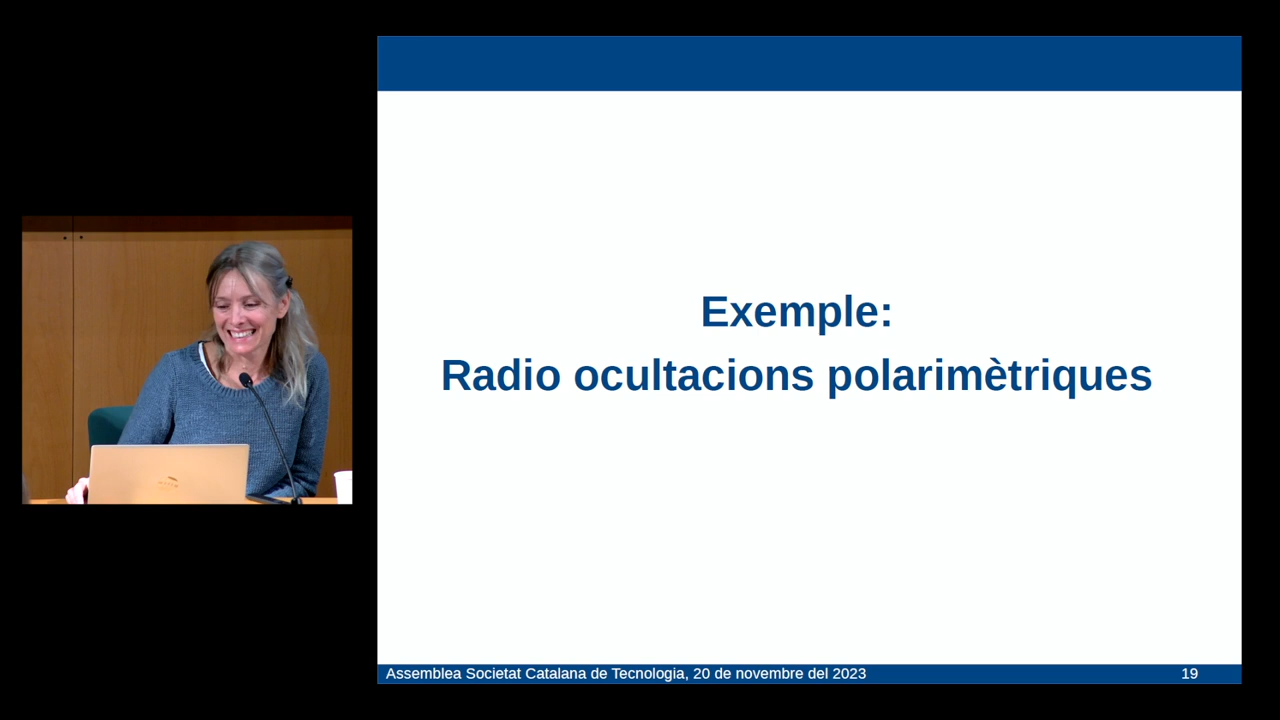 Exemple:
Radio ocultacions polarimètriques
Assemblea Societat Catalana de Tecnologia, 20 de novembre del 2023
19